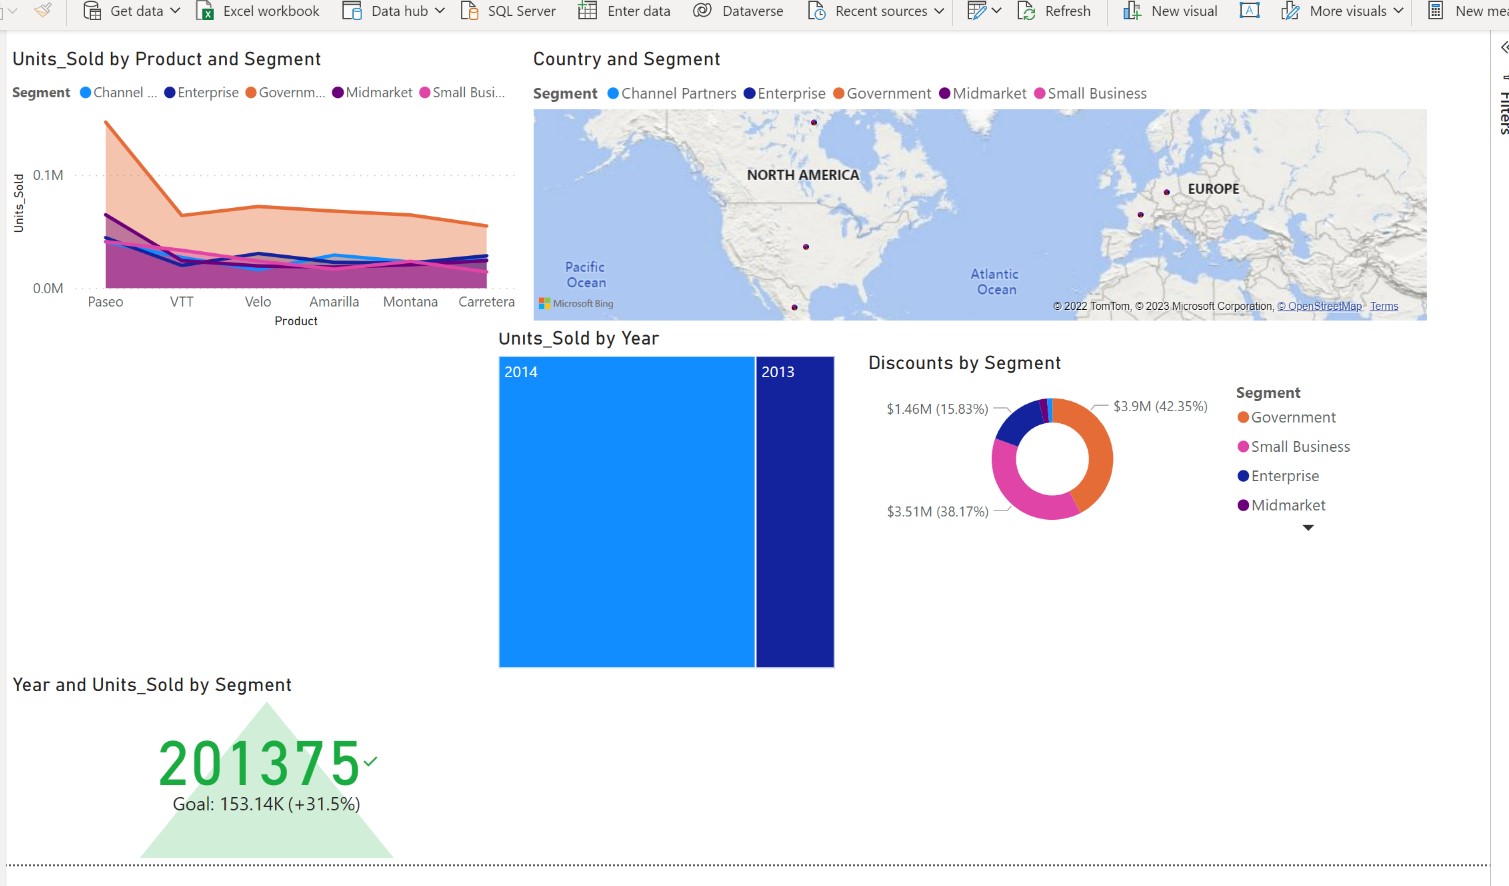 Get data Excel workbook Data hub SQL Server Enter data Dataverse Recent sources Refresh New visual A More visuals New mea
Filters
Units_Sold by Product and Segment
Segment Channel ... Enterprise Governm... Midmarket Small Busi...
Units_Sold
0.1M
0.0M
Paseo VTT Velo Amarilla Montana Carretera
Product
Country and Segment
Segment Channel Partners Enterprise Government Midmarket Small Business
NORTH AMERICA
EUROPE
Pacific
Ocean
Atlantic
Ocean
Microsoft Bing
© 2022 TomTom, © 2023 Microsoft Corporation, © OpenStreetMap Terms
Units_Sold by Year
2014
2013
Discounts by Segment
$1.46M (15.83%)
$3.9M (42.35%)
$3.51M (38.17%)
Segment
Government
Small Business
Enterprise
Midmarket
Year and Units_Sold by Segment
201375
Goal: 153.14K (+31.5%)